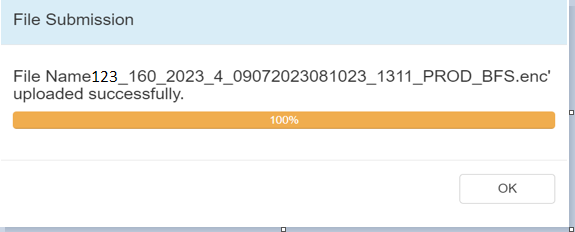 File Submission
File Name123_160_2023_4_09072023081023_1311_PROD_BFS.enc'
uploaded successfully.
100%
OK